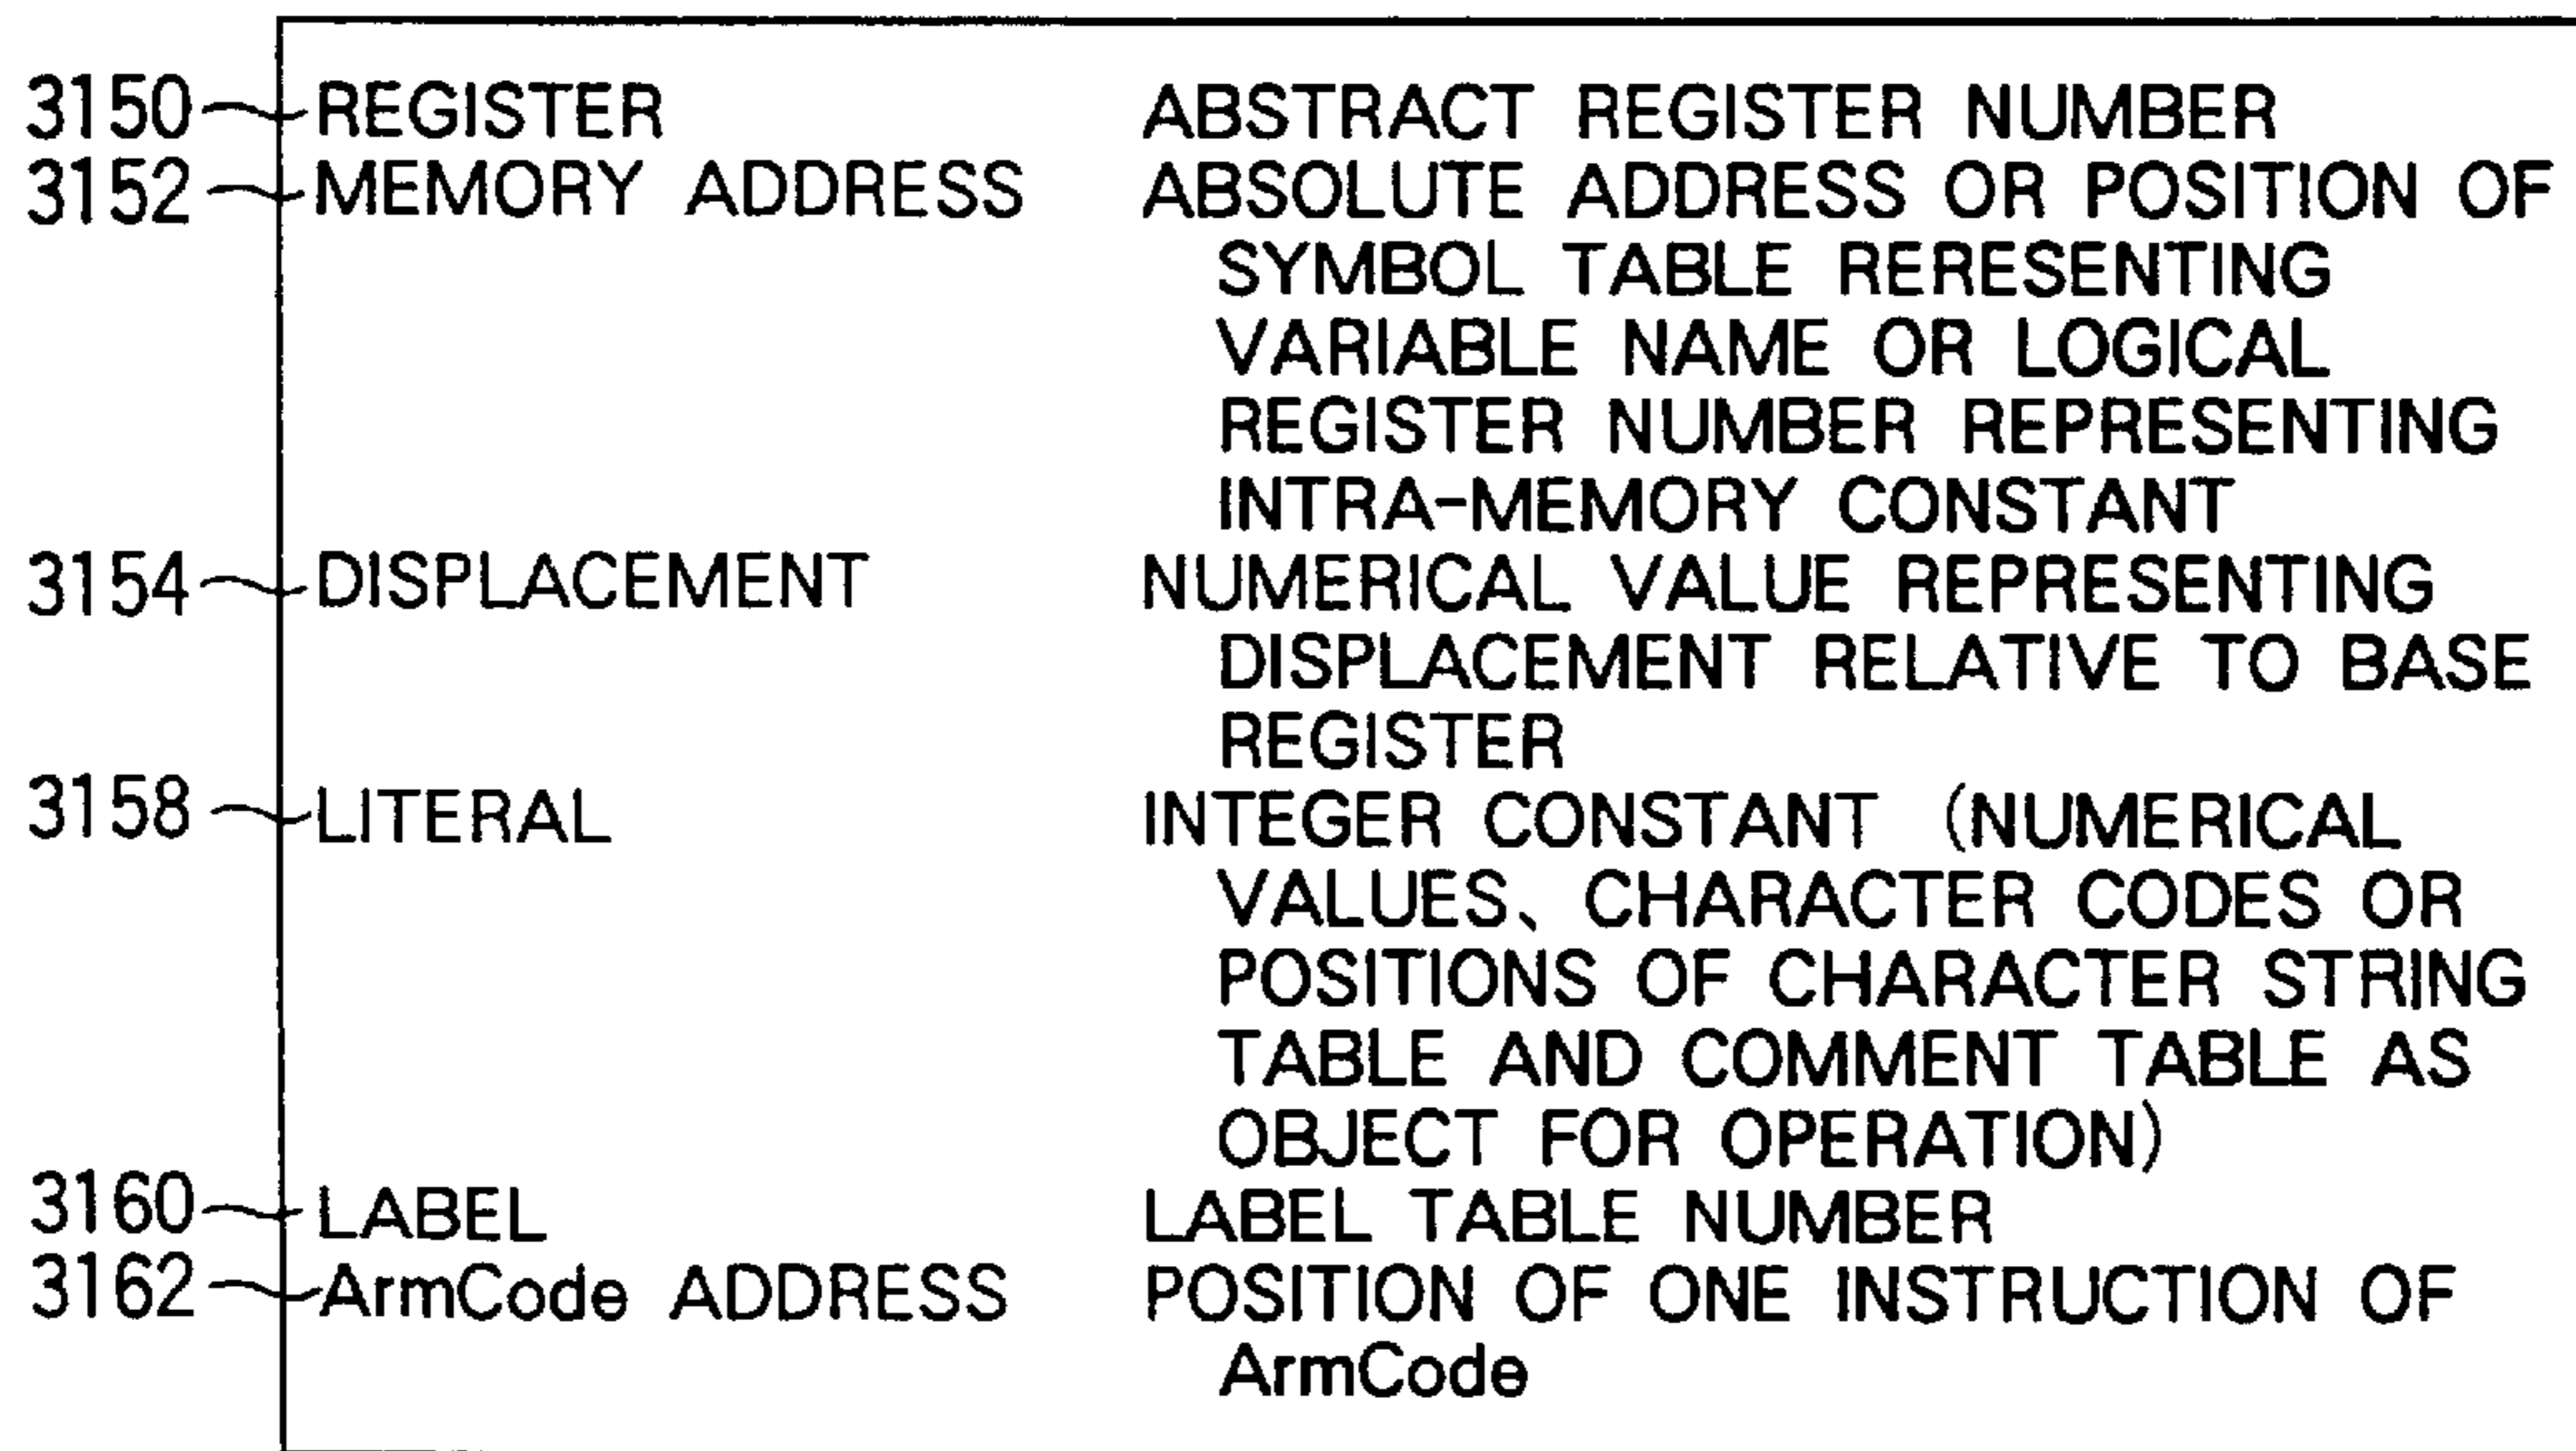 3150 REGISTER ABSTRACT REGISTER NUMBER
3152 MEMORY ADDRESS ABSOLUTE ADDRESS OR POSITION OF
SYMBOL TABLE RERESENTING
VARIABLE NAME OR LOGICAL
REGISTER NUMBER REPRESENTING
INTRA-MEMORY CONSTANT
3154 DISPLACEMENT NUMERICAL VALUE REPRESENTING
DISPLACEMENT RELATIVE TO BASE
REGISTER
3158 LITERAL INTEGER CONSTANT (NUMERICAL
VALUES、CHARACTER CODES OR
POSITIONS OF CHARACTER STRING
TABLE AND COMMENT TABLE AS
OBJECT FOR OPERATION)
3160 LABEL LABEL TABLE NUMBER
3162 ArmCode ADDRESS POSITION OF ONE INSTRUCTION OF
ArmCode